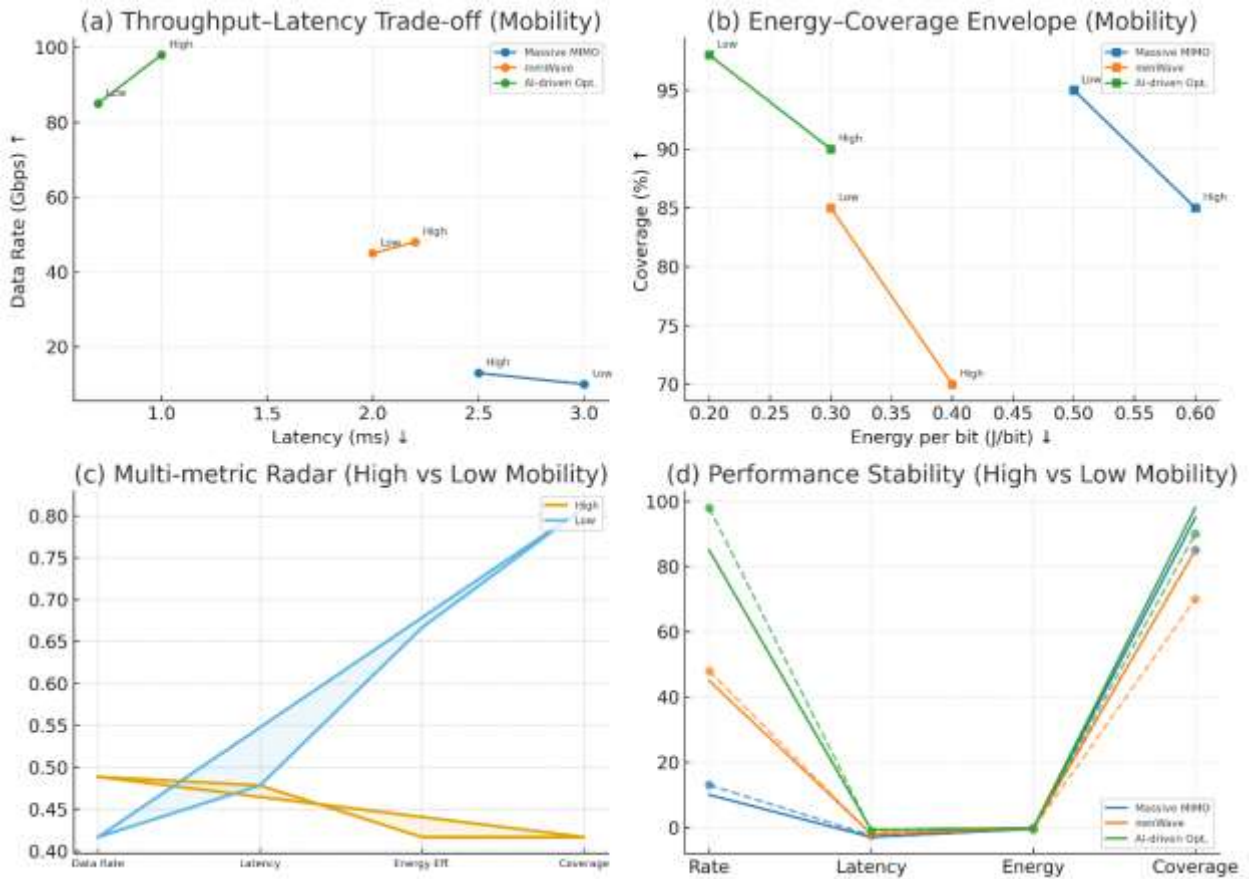 (a) Throughput–Latency Trade-off (Mobility)
Data Rate (Gbps) ↑
100
80
60
40
20
1.0
1.5
2.0
2.5
3.0
Latency (ms) ↓
Massive MIMO
mmWave
AI-driven Opt.
High
Low
Low
High
High
Low
(b) Energy–Coverage Envelope (Mobility)
Coverage (%) ↑
95
90
85
80
75
70
0.20
0.25
0.30
0.35
0.40
0.45
0.50
0.55
0.60
Energy per bit (J/bit) ↓
Massive MIMO
mmWave
AI-driven Opt.
Low
High
Low
High
Low
High
(c) Multi-metric Radar (High vs Low Mobility)
0.80
0.75
0.70
0.65
0.60
0.55
0.50
0.45
0.40
Data Rate
Latency
Energy Eff
Coverage
High
Low
(d) Performance Stability (High vs Low Mobility)
100
80
60
40
20
0
Rate
Latency
Energy
Coverage
Massive MIMO
mmWave
AI-driven Opt.